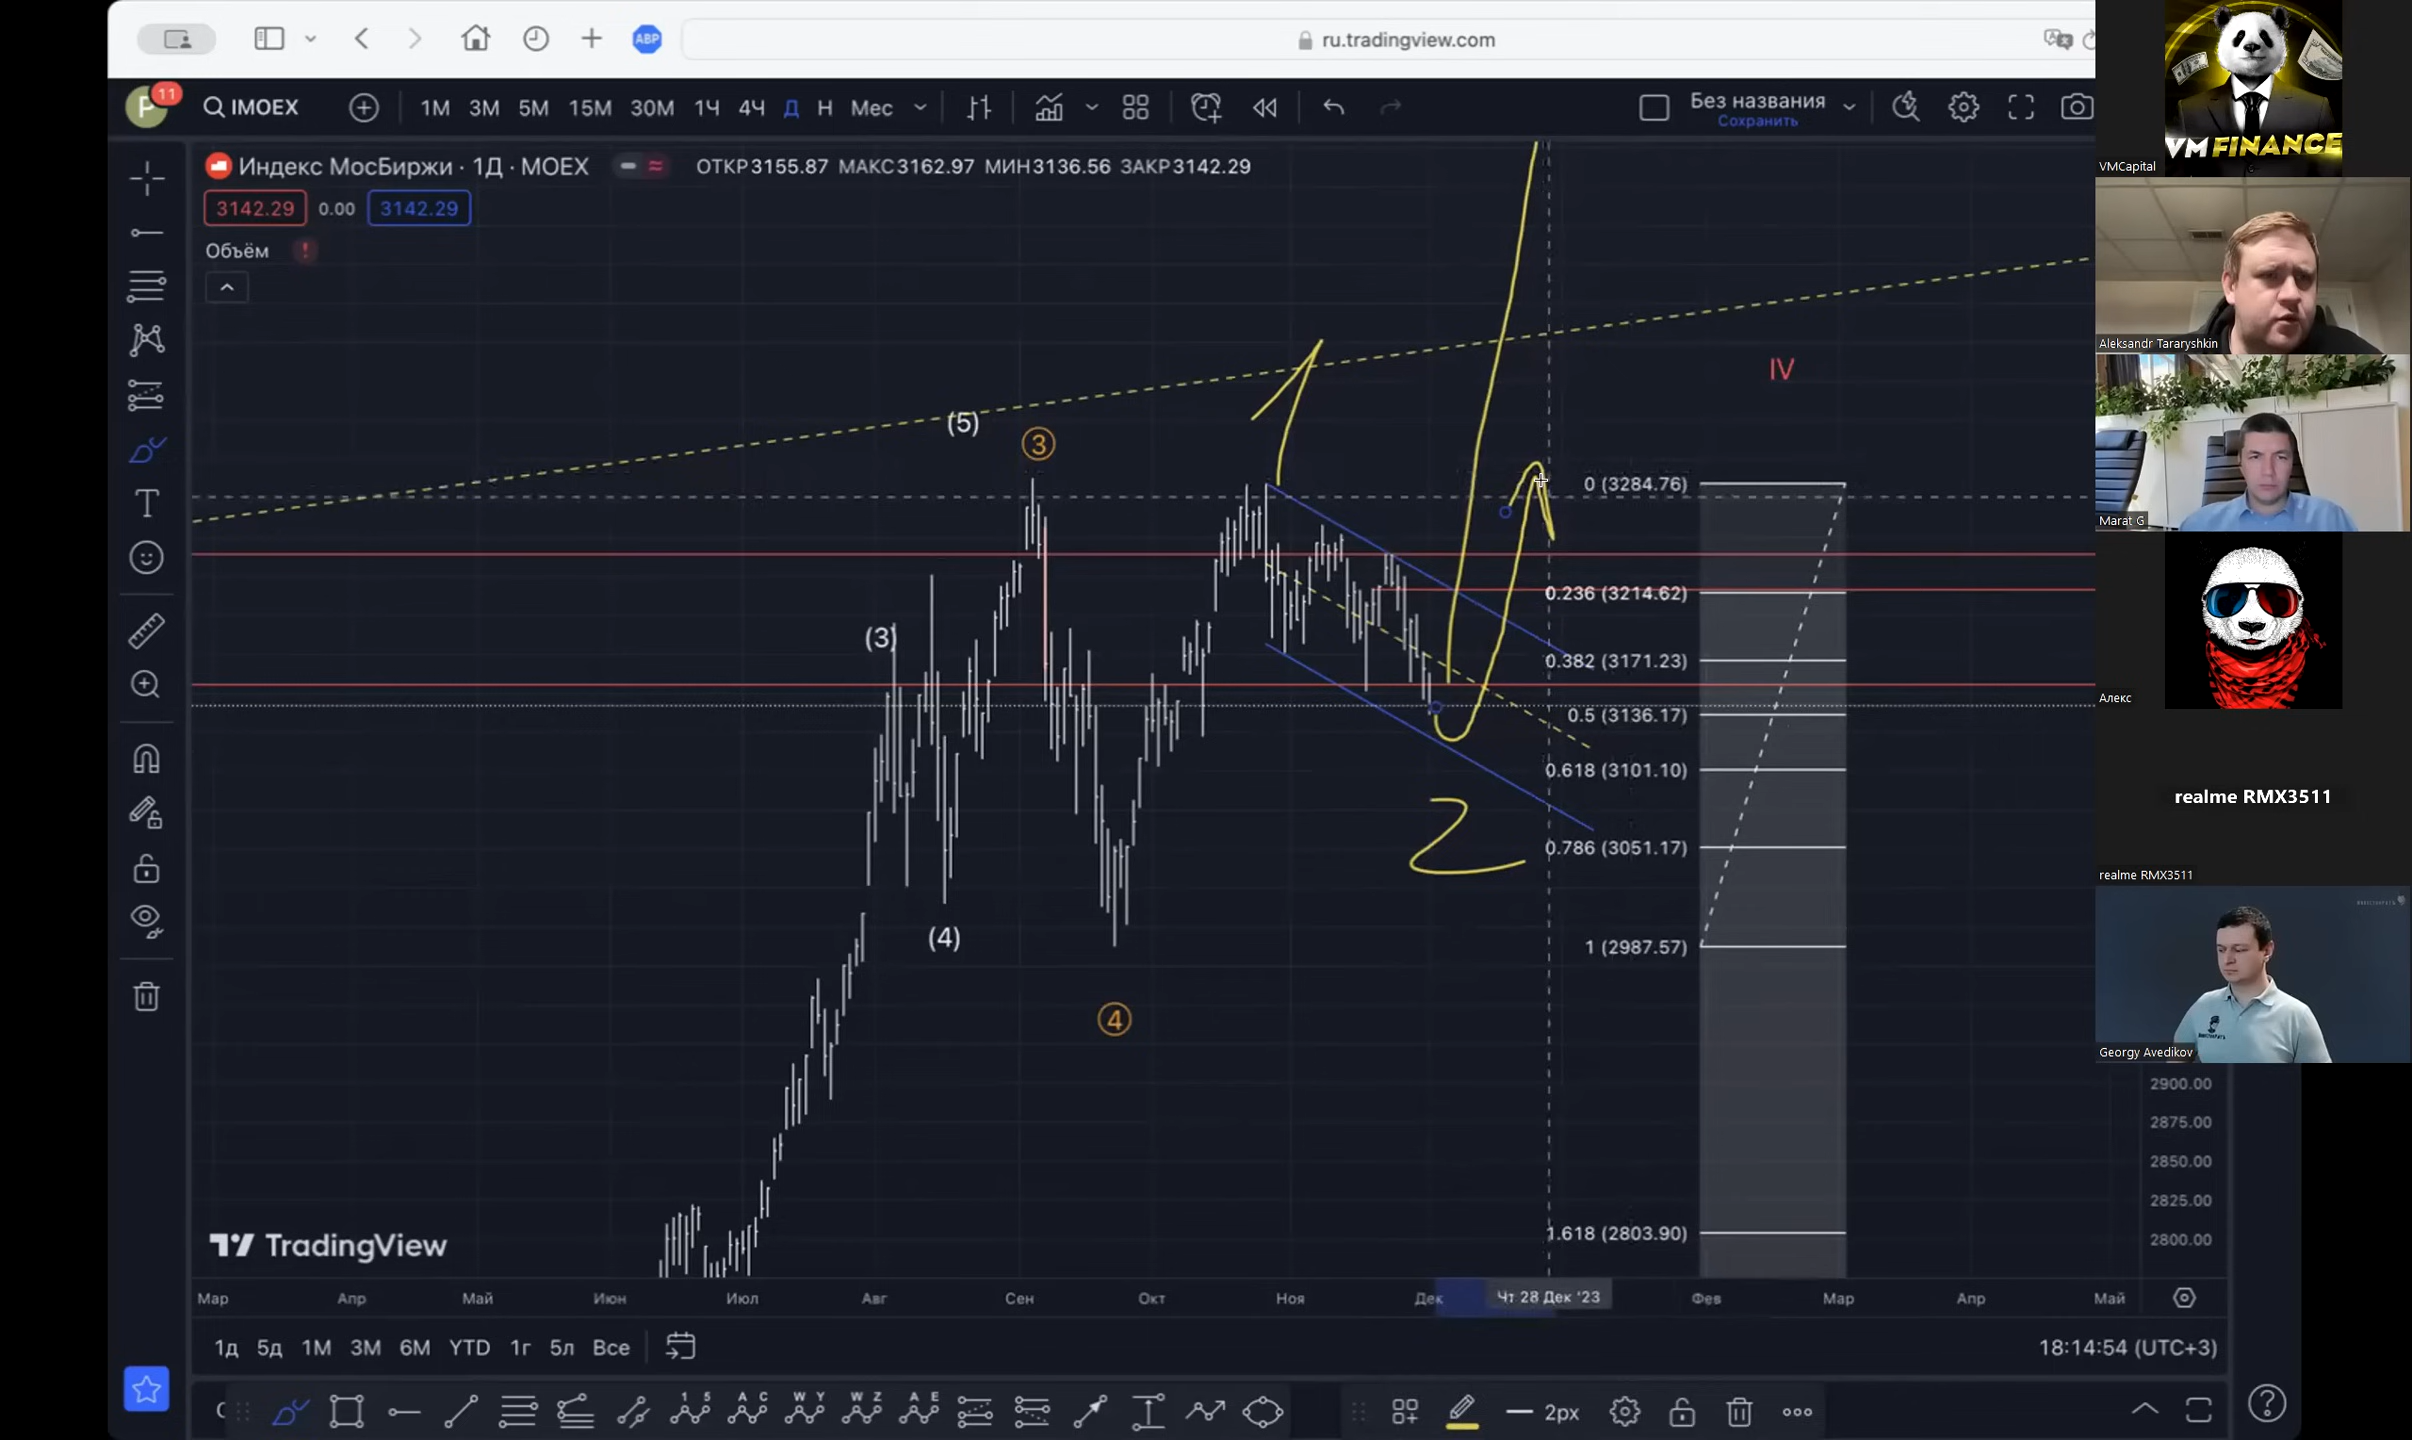 ABP
ru.tradingview.com
P
11
IMOEX
1М 3М 5М 15М 30М 1Ч 4Ч Д Н Мес
Без названия
Сохранить
Индекс МосБиржи · 1Д · MOEX
ОТКР3155.87 МАКС3162.97 МИН3136.56 ЗАКР3142.29
3142.29 0.00 3142.29
Объём !
1
IV
(5)
3
0 (3284.76)
0.236 (3214.62)
(3)
0.382 (3171.23)
0.5 (3136.17)
0.618 (3101.10)
2
0.786 (3051.17)
(4)
1 (2987.57)
4
1.618 (2803.90)
2900.00
2875.00
2850.00
2825.00
2800.00
TradingView
Мар Апр Май Июн Июл Авг Сен Окт Ноя Дек Чт 28 Дек '23 Фев Мар Апр Май
1д 5д 1М 3М 6М YTD 1г 5л Все
18:14:54 (UTC+3)
1 5
A C
W Y
W Z
A E
2px
VM FINANCE
VMCapital
Aleksandr Tararyshkin
Marat G
Алекс
realme RMX3511
realme RMX3511
Georgy Avedikov